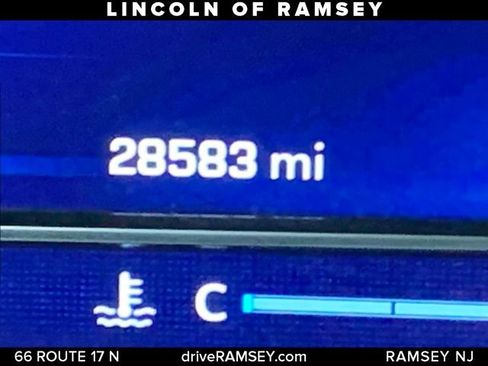 LINCOLN OF RAMSEY
28583 mi
C
66 ROUTE 17 N driveRAMSEY.com RAMSEY NJ